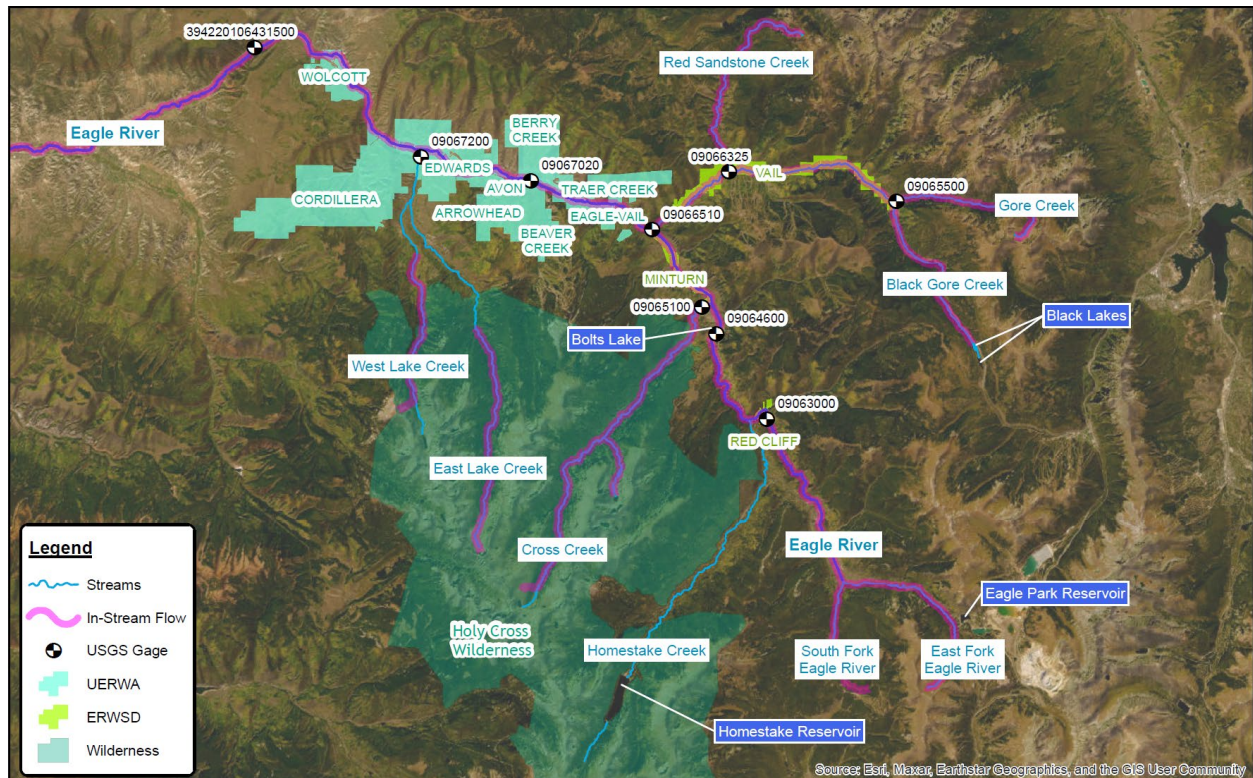 394220106431500
Red Sandstone Creek
WOLCOTT
Eagle River
BERRY
CREEK
09067200
EDWARDS
09067020
AVON
TRAER CREEK
CORDILLERA
ARROWHEAD
BEAVER
CREEK
EAGLE-VAIL
09066325
VAIL
09065500
Gore Creek
09066510
MINTURN
Black Gore Creek
09065100
09064600
Bolts Lake
Black Lakes
West Lake Creek
09063000
RED CLIFF
East Lake Creek
Cross Creek
Eagle River
Eagle Park Reservoir
Holy Cross
Wilderness
Homestake Creek
South Fork
Eagle River
East Fork
Eagle River
Homestake Reservoir
Legend
Streams
In-Stream Flow
USGS Gage
UERWA
ERWSD
Wilderness
Source: Esri, Maxar, Earthstar Geographics, and the GIS User Community